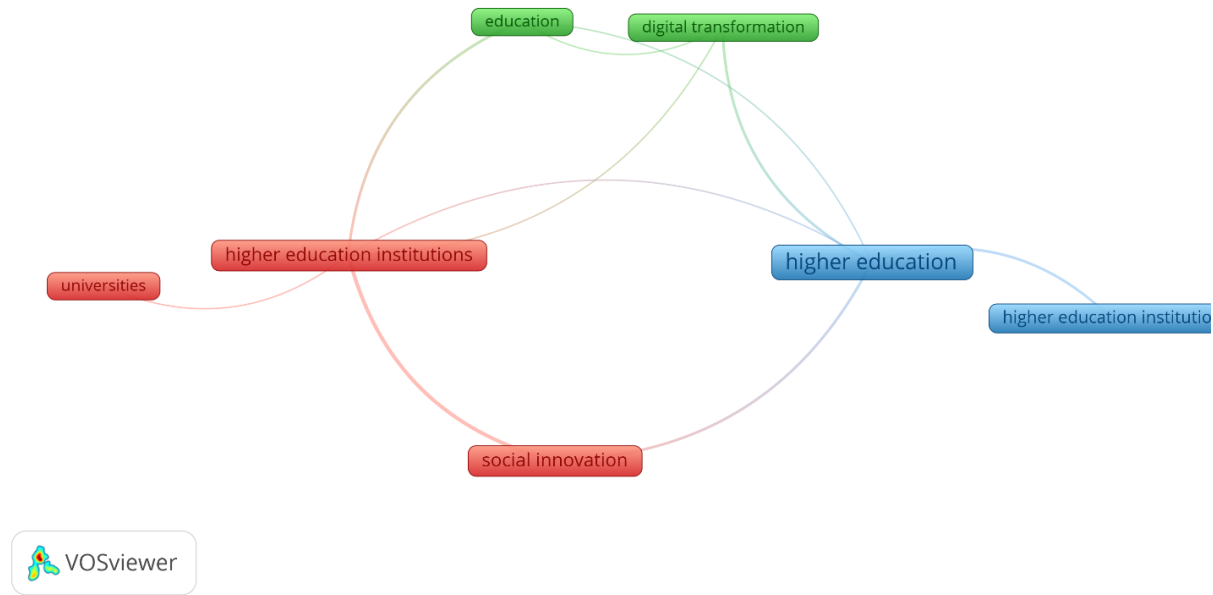 education
digital transformation
higher education institutions
higher education
universities
higher education institutio
social innovation
VOSviewer